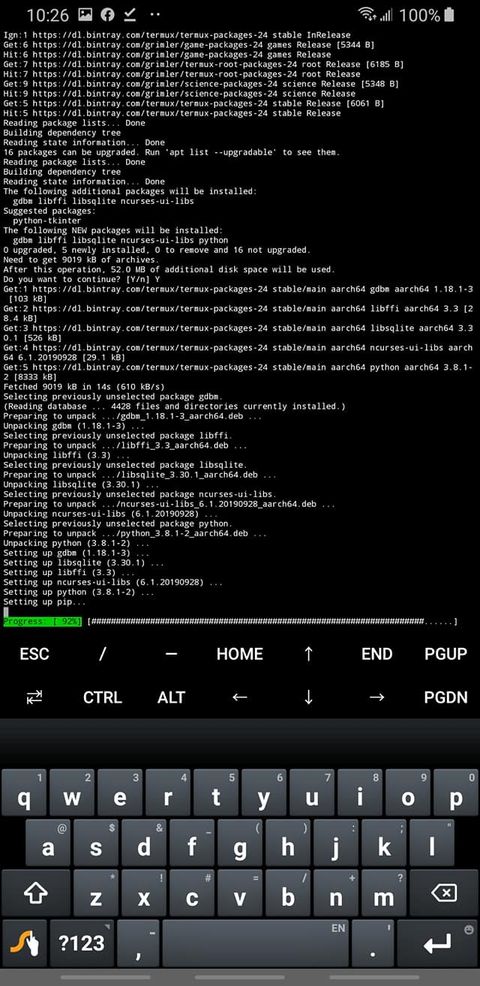 10:26
100%
Ign:1 https://dl.bintray.com/termux/termux-packages-24 stable InRelease
Get:6 https://dl.bintray.com/grimler/game-packages-24 games Release [5344 B]
Hit:6 https://dl.bintray.com/grimler/game-packages-24 games Release
Get:7 https://dl.bintray.com/grimler/termux-root-packages-24 root Release [6185 B]
Hit:7 https://dl.bintray.com/grimler/termux-root-packages-24 root Release
Get:9 https://dl.bintray.com/grimler/science-packages-24 science Release [5348 B]
Hit:9 https://dl.bintray.com/grimler/science-packages-24 science Release
Get:5 https://dl.bintray.com/termux/termux-packages-24 stable Release [6061 B]
Hit:5 https://dl.bintray.com/termux/termux-packages-24 stable Release
Reading package lists... Done
Building dependency tree
Reading state information... Done
16 packages can be upgraded. Run 'apt list --upgradable' to see them.
Reading package lists... Done
Building dependency tree
Reading state information... Done
The following additional packages will be installed:
gdbm libffi libsqlite ncurses-ui-libs
Suggested packages:
python-tkinter
The following NEW packages will be installed:
gdbm libffi libsqlite ncurses-ui-libs python
0 upgraded, 5 newly installed, 0 to remove and 16 not upgraded.
Need to get 9019 kB of archives.
After this operation, 52.0 MB of additional disk space will be used.
Do you want to continue? [Y/n] Y
Get:1 https://dl.bintray.com/termux/termux-packages-24 stable/main aarch64 gdbm aarch64 1.18.1-3
[103 kB]
Get:2 https://dl.bintray.com/termux/termux-packages-24 stable/main aarch64 libffi aarch64 3.3 [2
8.4 kB]
Get:3 https://dl.bintray.com/termux/termux-packages-24 stable/main aarch64 libsqlite aarch64 3.3
0.1 [526 kB]
Get:4 https://dl.bintray.com/termux/termux-packages-24 stable/main aarch64 ncurses-ui-libs aarch
64 6.1.20190928 [29.1 kB]
Get:5 https://dl.bintray.com/termux/termux-packages-24 stable/main aarch64 python aarch64 3.8.1-
2 [8333 kB]
Fetched 9019 kB in 14s (610 kB/s)
Selecting previously unselected package gdbm.
(Reading database ... 4428 files and directories currently installed.)
Preparing to unpack .../gdbm_1.18.1-3_aarch64.deb ...
Unpacking gdbm (1.18.1-3) ...
Selecting previously unselected package libffi.
Preparing to unpack .../libffi_3.3_aarch64.deb ...
Unpacking libffi (3.3) ...
Selecting previously unselected package libsqlite.
Preparing to unpack .../libsqlite_3.30.1_aarch64.deb ...
Unpacking libsqlite (3.30.1) ...
Selecting previously unselected package ncurses-ui-libs.
Preparing to unpack .../ncurses-ui-libs_6.1.20190928_aarch64.deb ...
Unpacking ncurses-ui-libs (6.1.20190928) ...
Selecting previously unselected package python.
Preparing to unpack .../python_3.8.1-2_aarch64.deb ...
Unpacking python (3.8.1-2) ...
Setting up gdbm (1.18.1-3) ...
Setting up libsqlite (3.30.1) ...
Setting up libffi (3.3) ...
Setting up ncurses-ui-libs (6.1.20190928) ...
Setting up python (3.8.1-2) ...
Setting up pip...
Progress: [ 92%] [####################################################################......]
ESC / — HOME ↑ END PGUP
⇄ CTRL ALT ← ↓ → PGDN
1 2 3 4 5 6 7 8 9 0
q w e r t y u i o p
@ $ & _ ( ) : ; "
a s d f g h j k l
* ! # = / + ?
z x c v b n m
?123 , EN .